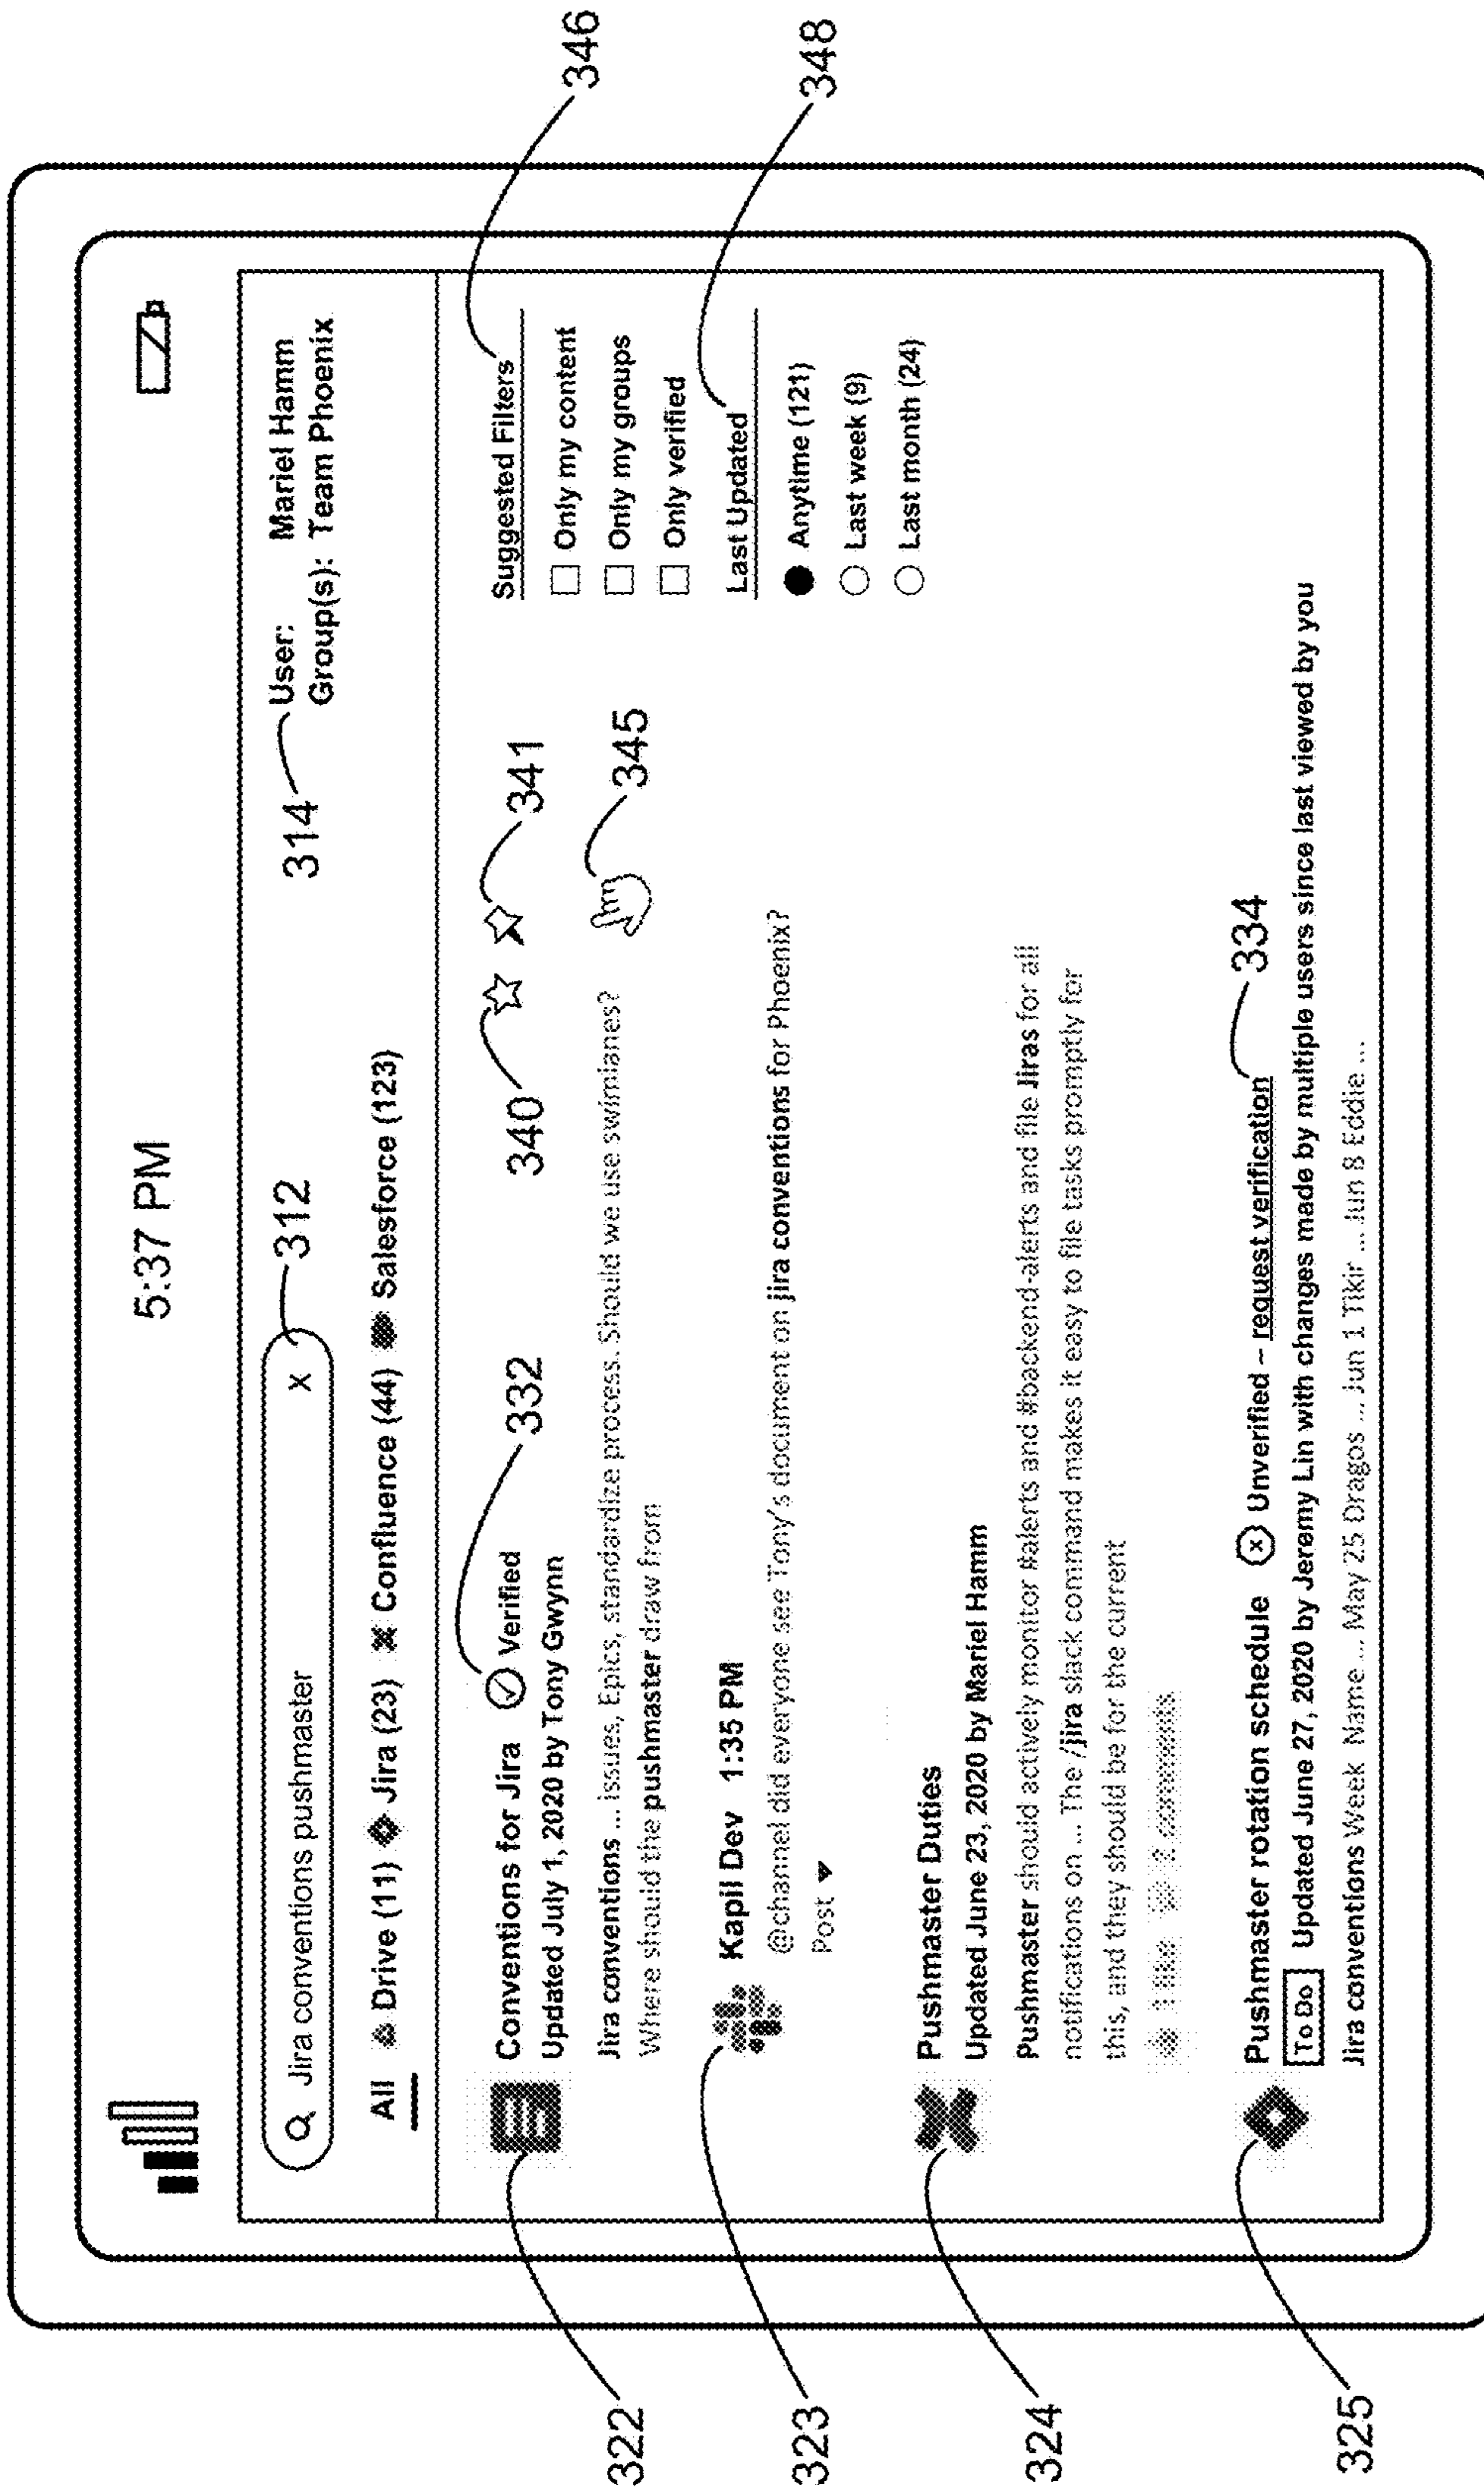 5:37 PM
Jira conventions pushmaster X
312
314
User: Mariel Hamm
Group(s): Team Phoenix
All Drive (11) Jira (23) Confluence (44) Salesforce (123)
322
Conventions for Jira Verified
332
340
341
Updated July 1, 2020 by Tony Gwynn
Jira conventions ... issues, Epics, standardize process. Should we use swimlanes?
Where should the pushmaster draw from
345
346
Suggested Filters
Only my content
Only my groups
Only verified
348
Last Updated
Anytime (121)
Last week (9)
Last month (24)
323
Kapil Dev 1:35 PM
@channel did everyone see Tony's document on jira conventions for Phoenix?
Post
324
Pushmaster Duties
Updated June 23, 2020 by Mariel Hamm
Pushmaster should actively monitor #alerts and #backend-alerts and file Jiras for all
notifications on ... The /jira slack command makes it easy to file tasks promptly for
this, and they should be for the current
1 like 2 comments
325
Pushmaster rotation schedule x Unverified – request verification
334
To Do Updated June 27, 2020 by Jeremy Lin with changes made by multiple users since last viewed by you
Jira conventions Week Name ... May 25 Dragos ... Jun 1 Tikir ... Jun 8 Eddie ...